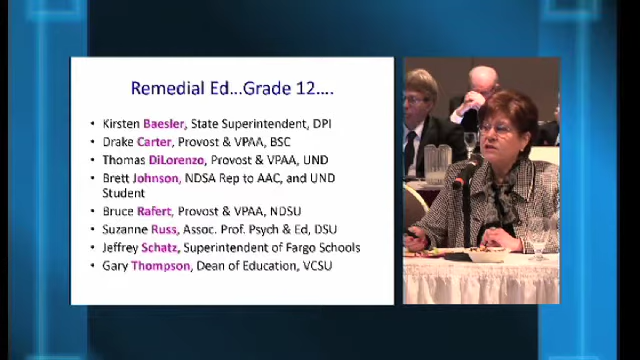 Remedial Ed...Grade 12....
• Kirsten Baesler, State Superintendent, DPI
• Drake Carter, Provost & VPAA, BSC
• Thomas DiLorenzo, Provost & VPAA, UND
• Brett Johnson, NDSA Rep to AAC, and UND
Student
• Bruce Rafert, Provost & VPAA, NDSU
• Suzanne Russ, Assoc. Prof. Psych & Ed, DSU
• Jeffrey Schatz, Superintendent of Fargo Schools
• Gary Thompson, Dean of Education, VCSU